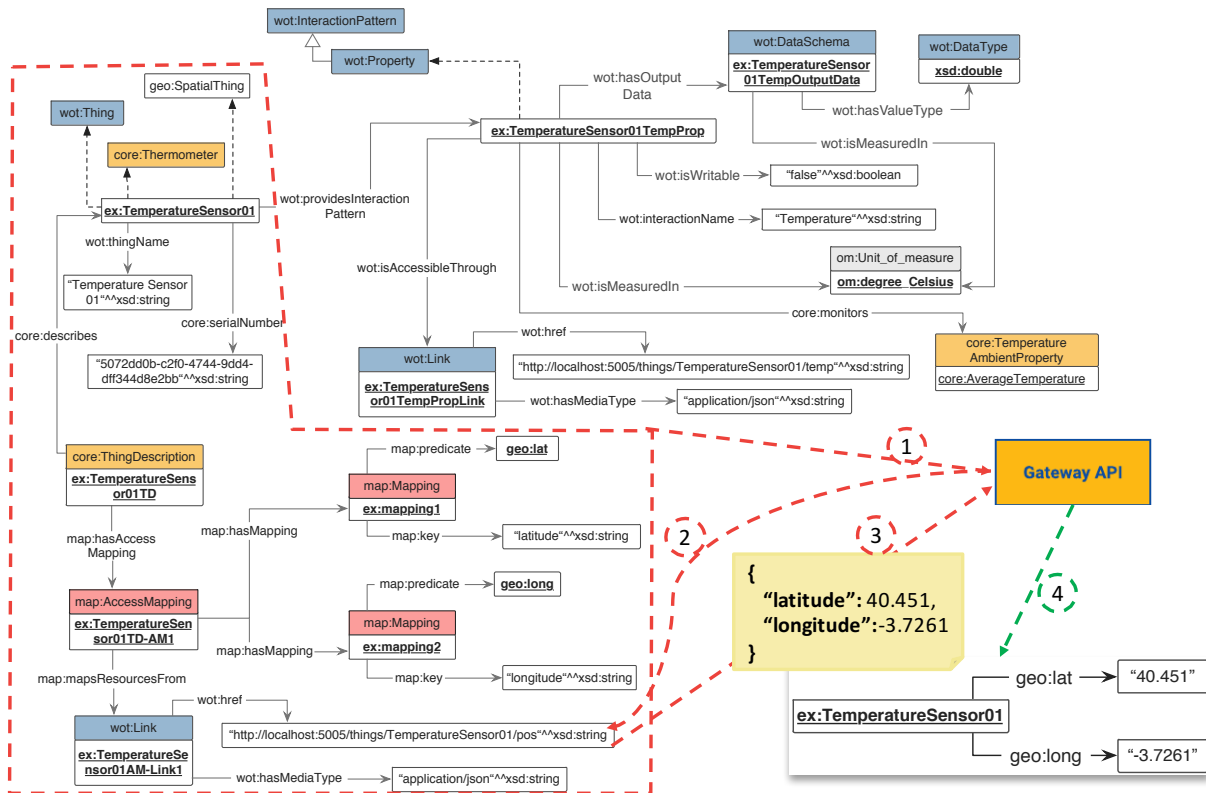 wot:InteractionPattern
wot:Property
geo:SpatialThing
wot:Thing
core:Thermometer
ex:TemperatureSensor01
wot:thingName
"Temperature Sensor
01"^^xsd:string
core:describes
core:serialNumber
"5072dd0b-c2f0-4744-9dd4-
dff344d8e2bb"^^xsd:string
wot:providesInteraction
Pattern
wot:DataSchema
ex:TemperatureSensor
01TempOutputData
wot:DataType
xsd:double
wot:hasOutput
Data
wot:hasValueType
ex:TemperatureSensor01TempProp
wot:isMeasuredIn
wot:isWritable
"false"^^xsd:boolean
wot:interactionName
"Temperature"^^xsd:string
wot:isAccessibleThrough
wot:isMeasuredIn
om:Unit_of_measure
om:degree_Celsius
core:monitors
core:Temperature
AmbientProperty
core:AverageTemperature
wot:Link
ex:TemperatureSens
or01TempPropLink
wot:href
"http://localhost:5005/things/TemperatureSensor01/temp"^^xsd:string
wot:hasMediaType
"application/json"^^xsd:string
core:ThingDescription
ex:TemperatureSens
or01TD
map:hasAccess
Mapping
map:AccessMapping
ex:TemperatureSen
sor01TD-AM1
map:hasMapping
map:predicate
geo:lat
map:Mapping
ex:mapping1
map:key
"latitude"^^xsd:string
map:predicate
geo:long
map:Mapping
ex:mapping2
map:hasMapping
map:key
"longitude"^^xsd:string
map:mapsResourcesFrom
wot:Link
ex:TemperatureSe
nsor01AM-Link1
wot:href
"http://localhost:5005/things/TemperatureSensor01/pos"^^xsd:string
wot:hasMediaType
"application/json"^^xsd:string
1
2
3
4
Gateway API
{
"latitude": 40.451,
"longitude":-3.7261
}
ex:TemperatureSensor01
geo:lat
"40.451"
geo:long
"-3.7261"